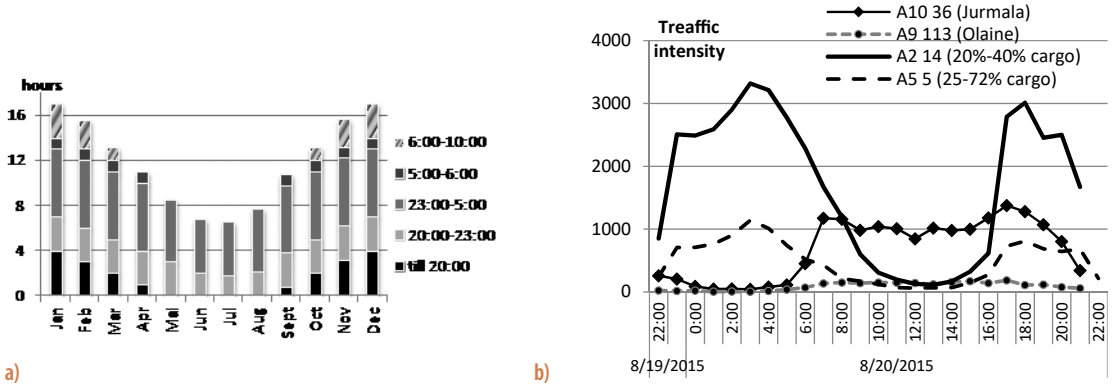 hours
16
12
8
4
0
Jan
Feb
Mar
Apr
Mai
Jun
Jul
Aug
Sept
Oct
Nov
Dec
6:00-10:00
5:00-6:00
23:00-5:00
20:00-23:00
till 20:00
a)
Treaffic
intensity
A10 36 (Jurmala)
A9 113 (Olaine)
A2 14 (20%-40% cargo)
A5 5 (25-72% cargo)
4000
3000
2000
1000
0
22:00
0:00
2:00
4:00
6:00
8:00
10:00
12:00
14:00
16:00
18:00
20:00
22:00
8/19/2015
8/20/2015
b)